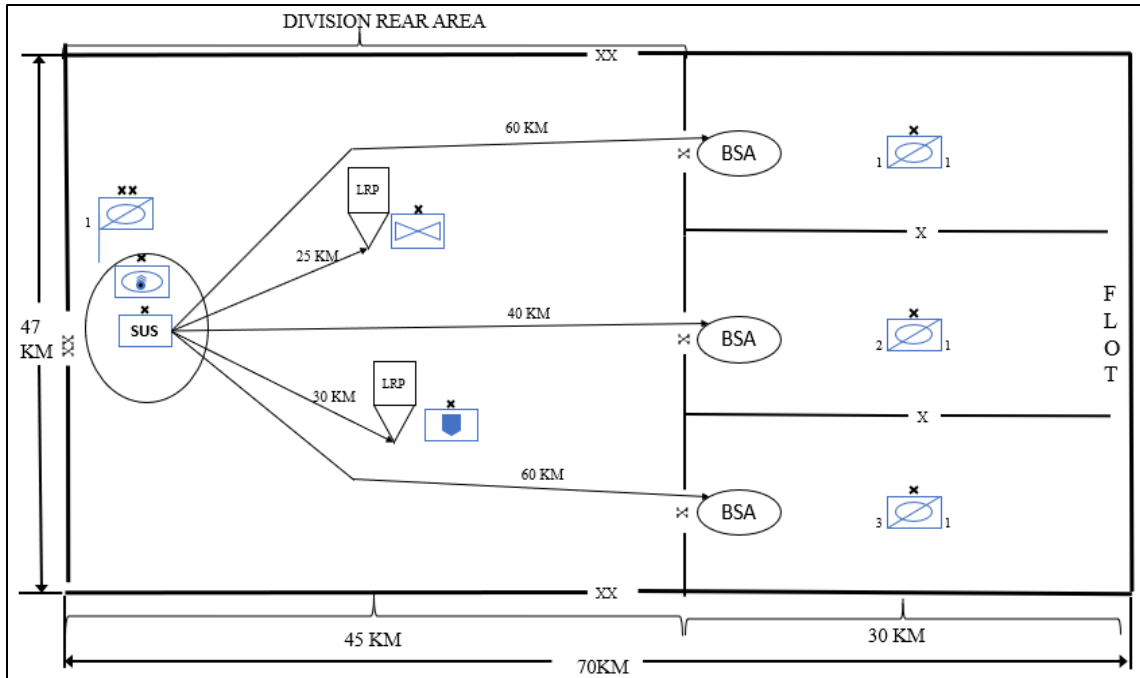 DIVISION REAR AREA
XX
60 KM
X
BSA
X
1 1
LRP
X
XX
1
25 KM
X
X
SUS
40 KM
X
BSA
X
2 1
FLOT
47
KM
XX
LRP
30 KM
X
X
60 KM
X
BSA
X
3 1
XX
45 KM
30 KM
70KM